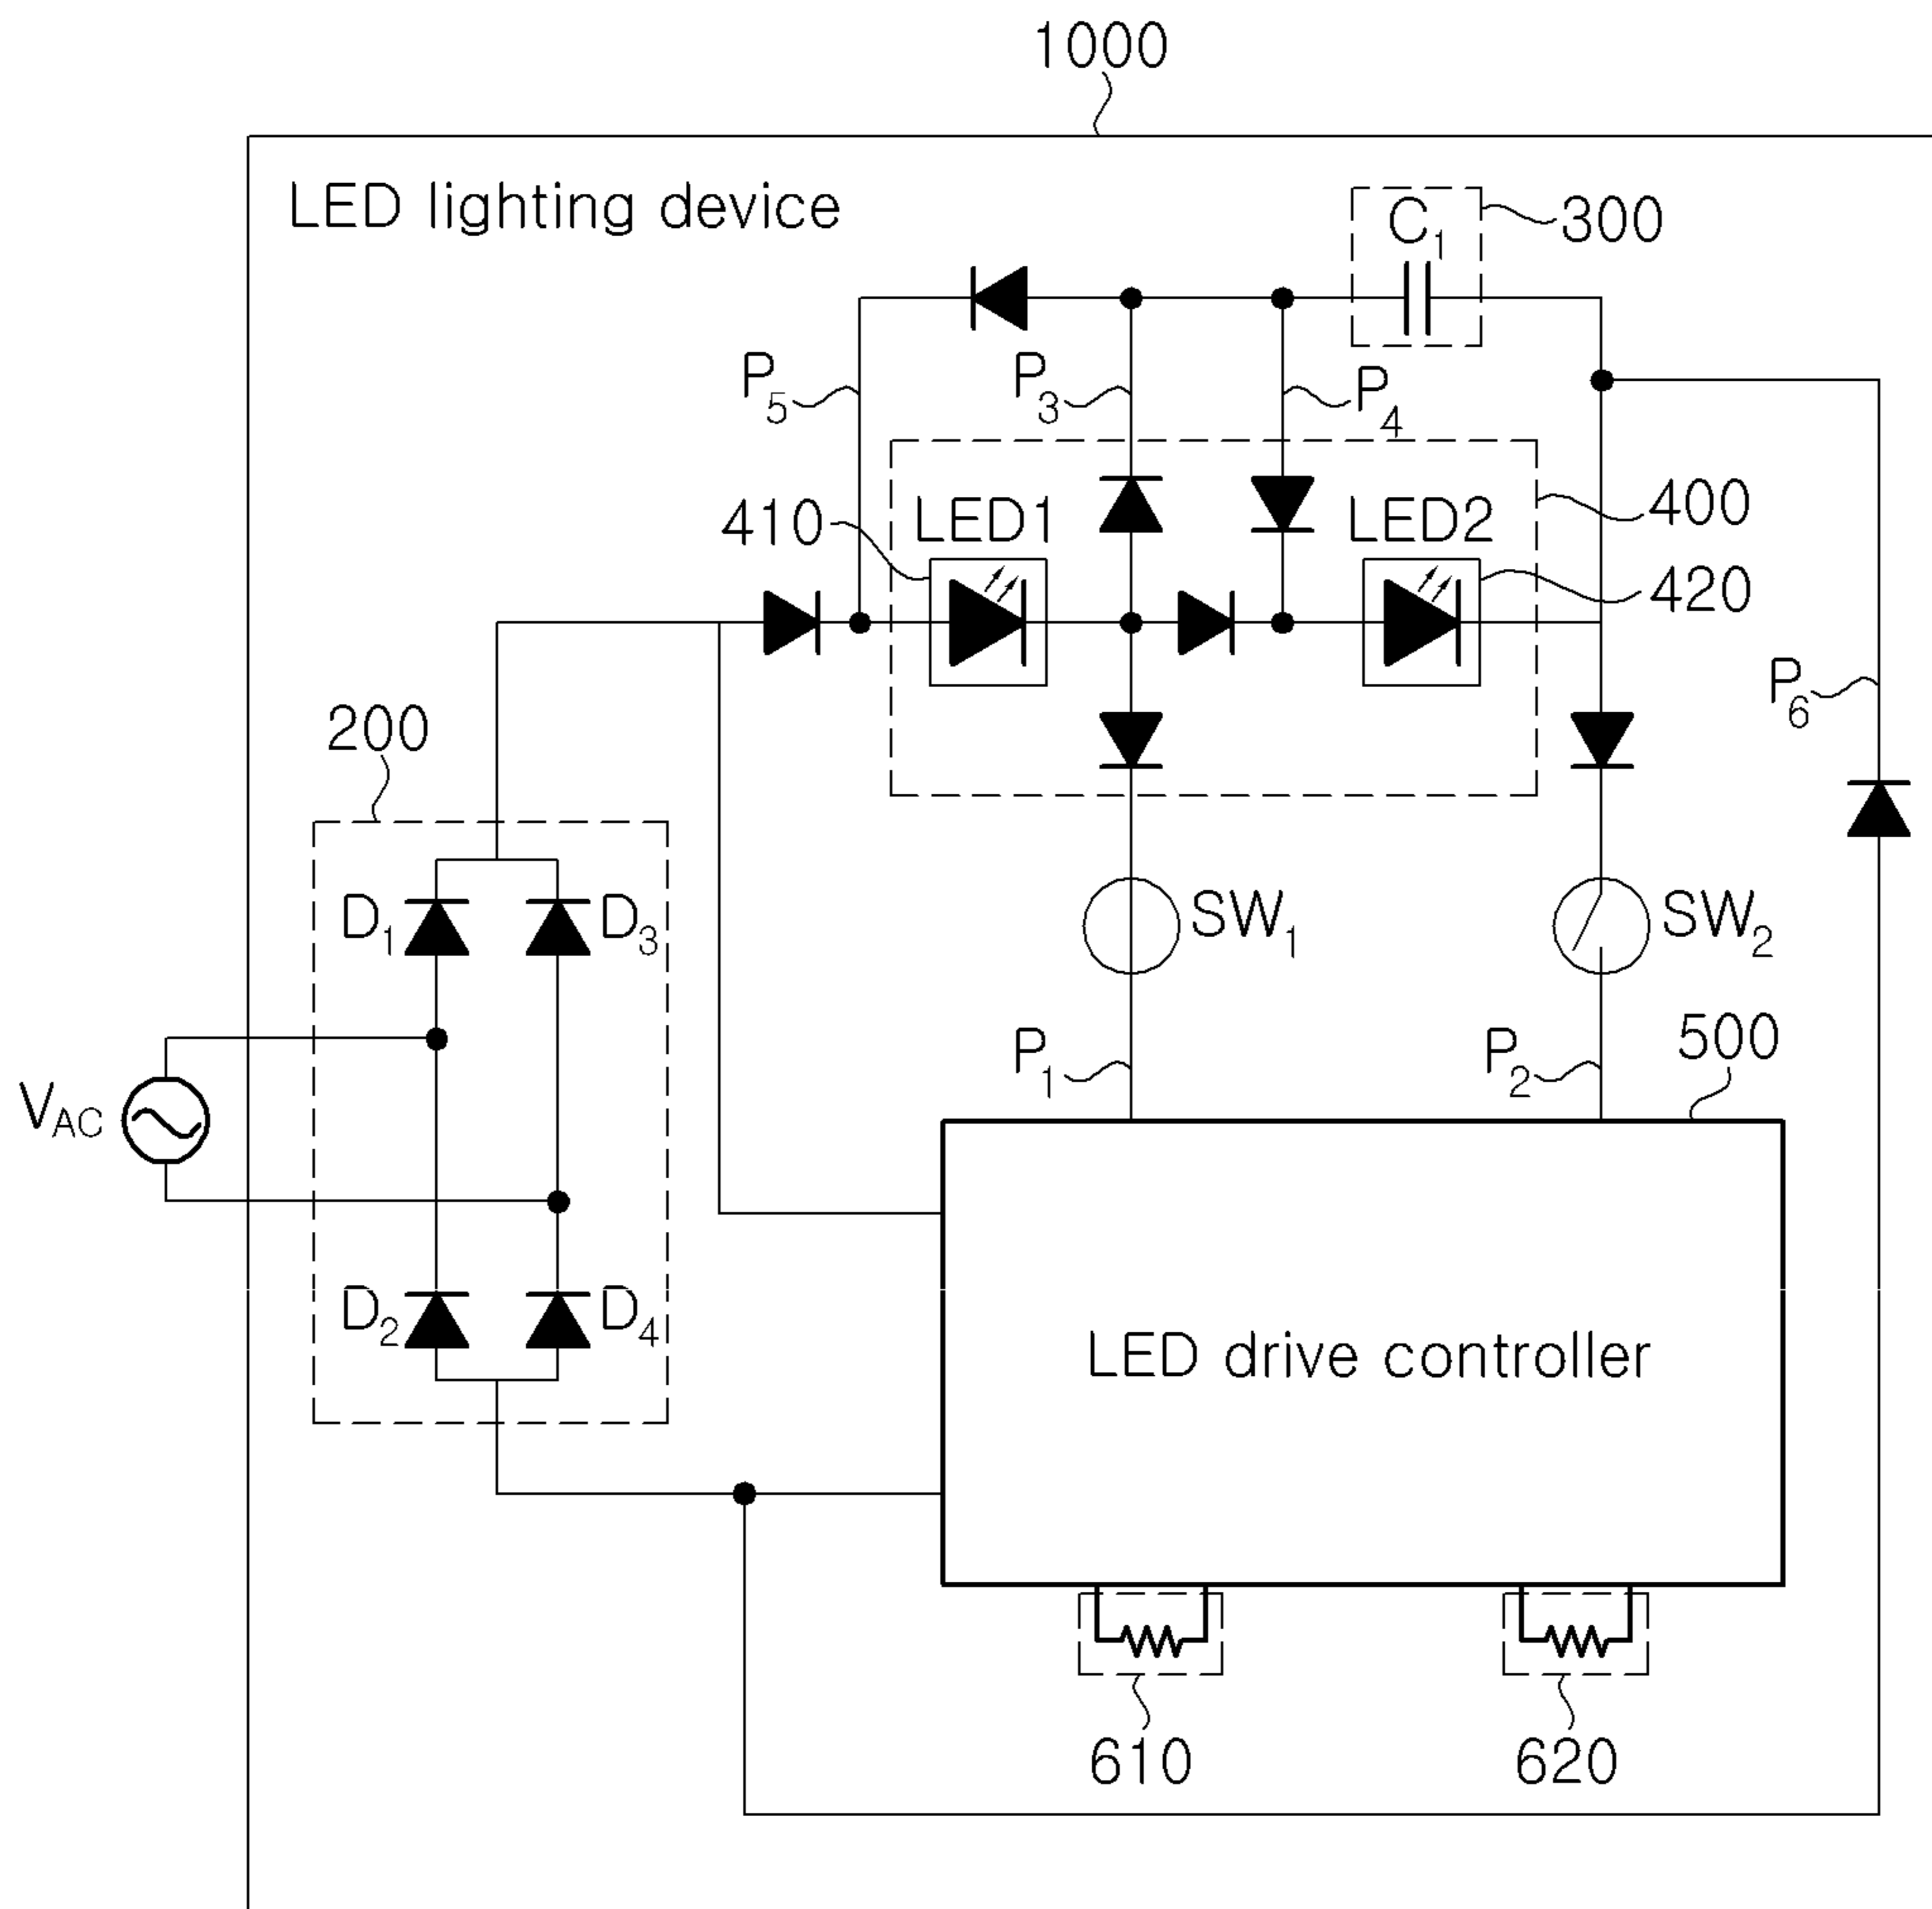 1000
LED lighting device
C1
300
P5
P3
P4
410
LED1
LED2
400
420
P6
200
D1
D3
SW1
SW2
VAC
P1
P2
500
D2
D4
LED drive controller
610
620